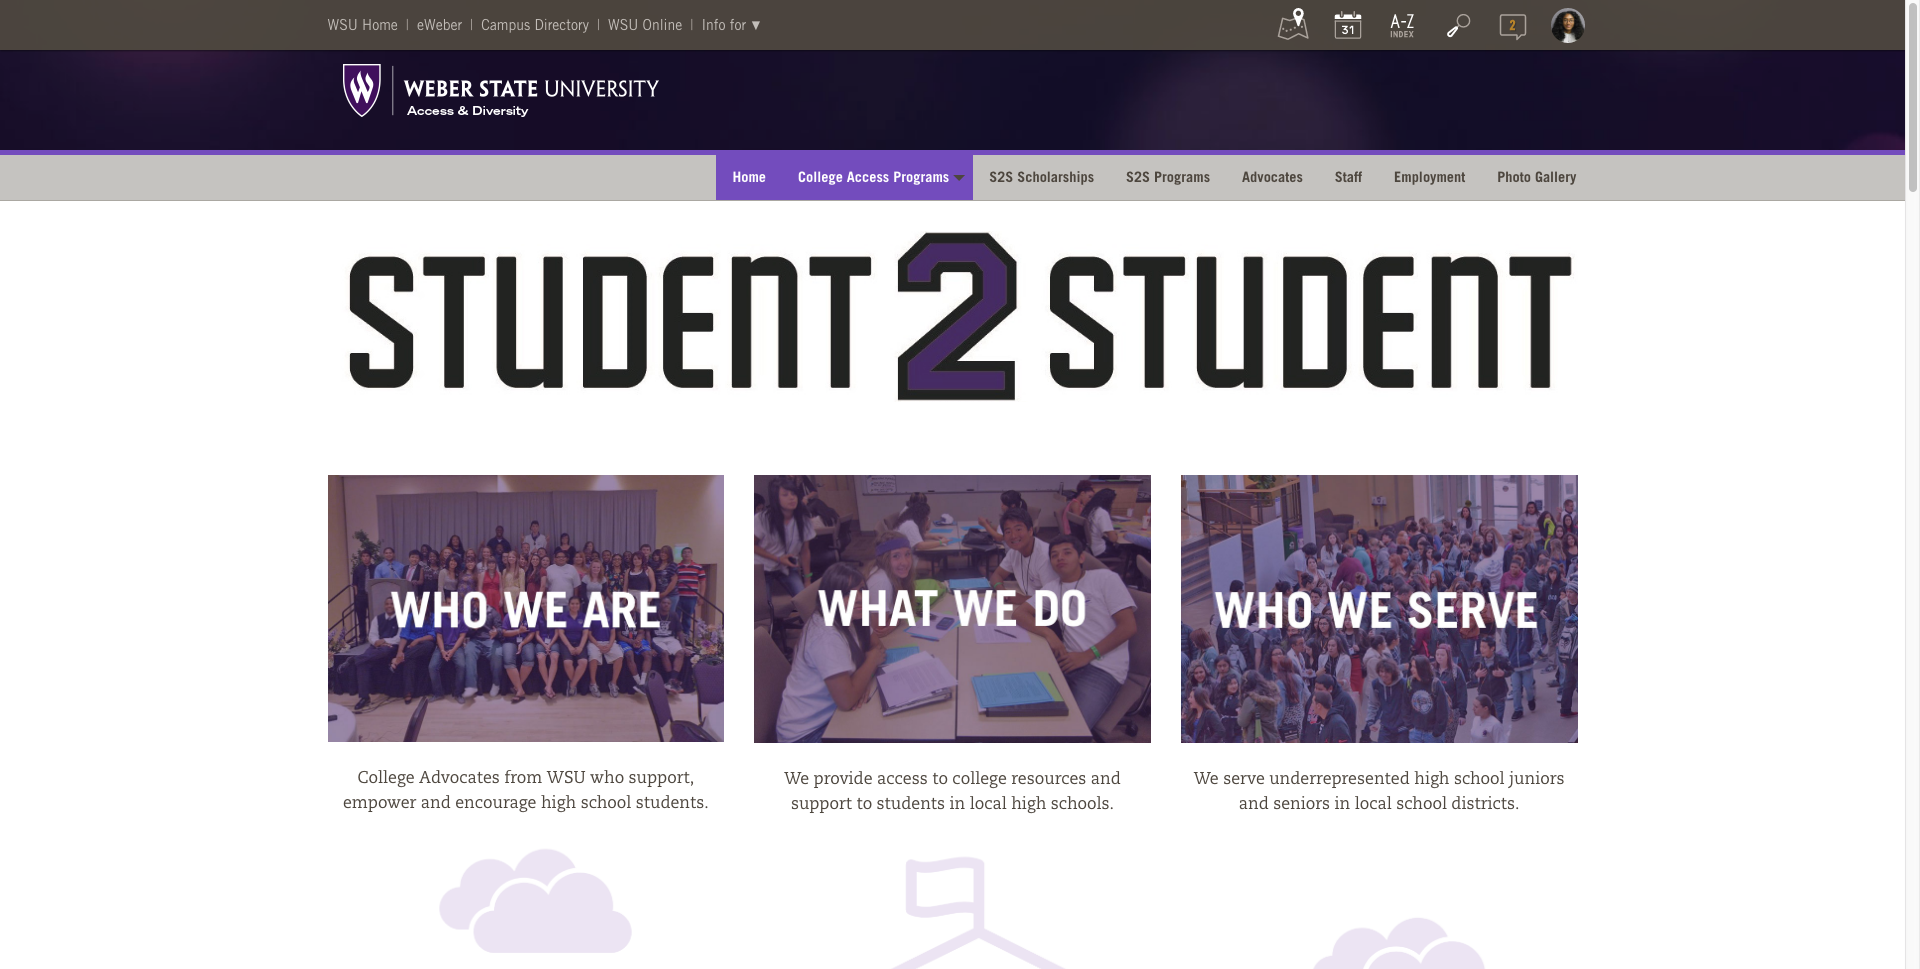 WSU Home | eWeber | Campus Directory | WSU Online | Info for ▼
31
A-Z
INDEX
2
WEBER STATE UNIVERSITY
Access & Diversity
Home
College Access Programs
S2S Scholarships
S2S Programs
Advocates
Staff
Employment
Photo Gallery
STUDENT 2 STUDENT
WHO WE ARE
WHAT WE DO
WHO WE SERVE
College Advocates from WSU who support,
empower and encourage high school students.
We provide access to college resources and
support to students in local high schools.
We serve underrepresented high school juniors
and seniors in local school districts.